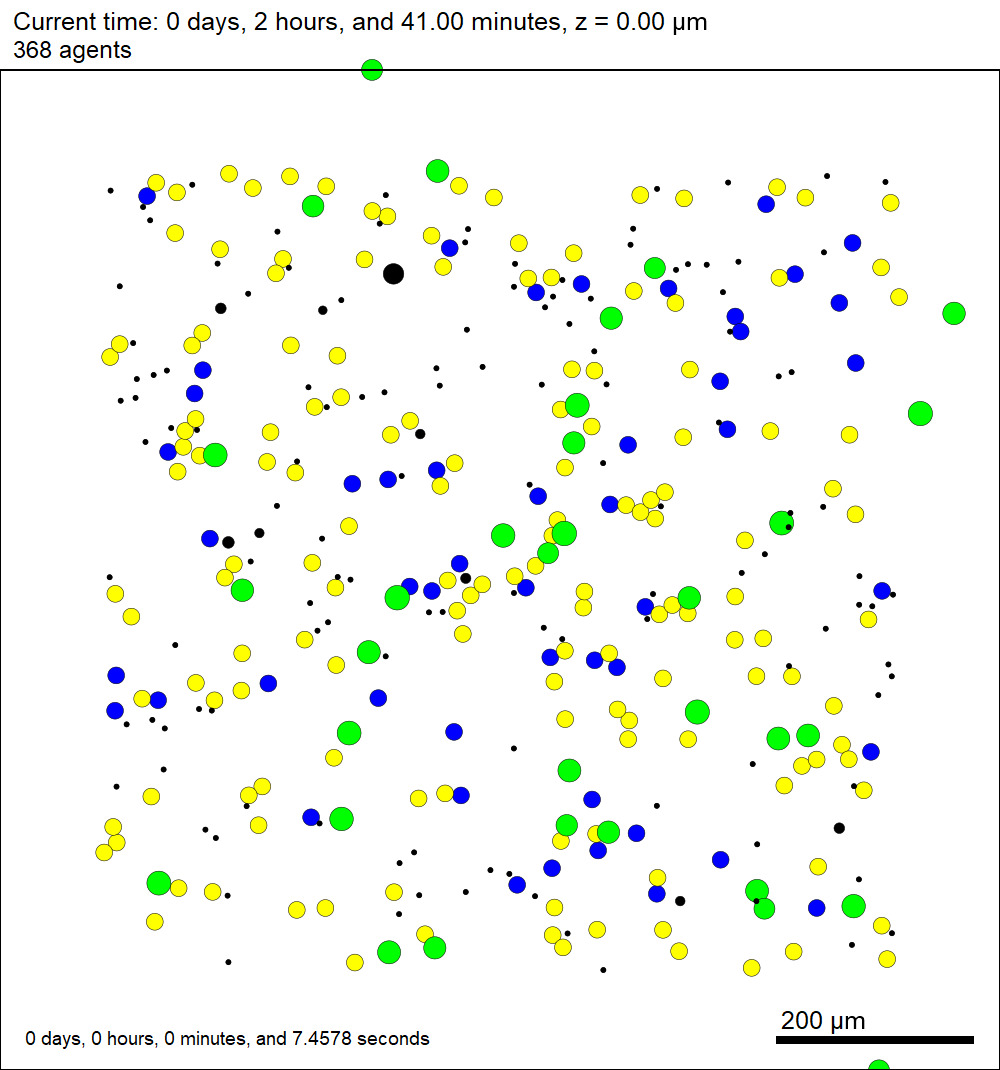 Current time: 0 days, 2 hours, and 41.00 minutes, z = 0.00 μm
368 agents
200 μm
0 days, 0 hours, 0 minutes, and 7.4578 seconds